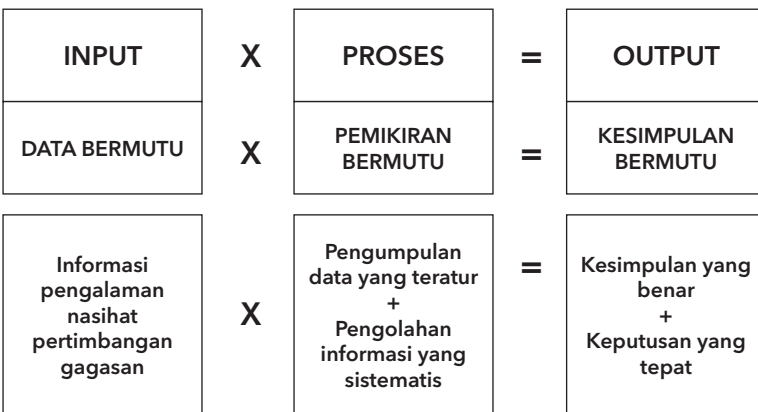 INPUT X PROSES = OUTPUT
DATA BERMUTU X PEMIKIRAN BERMUTU = KESIMPULAN BERMUTU
Informasi
pengalaman
nasihat
pertimbangan
gagasan
X
Pengumpulan
data yang teratur
+
Pengolahan
informasi yang
sistematis
=
Kesimpulan yang
benar
+
Keputusan yang
tepat